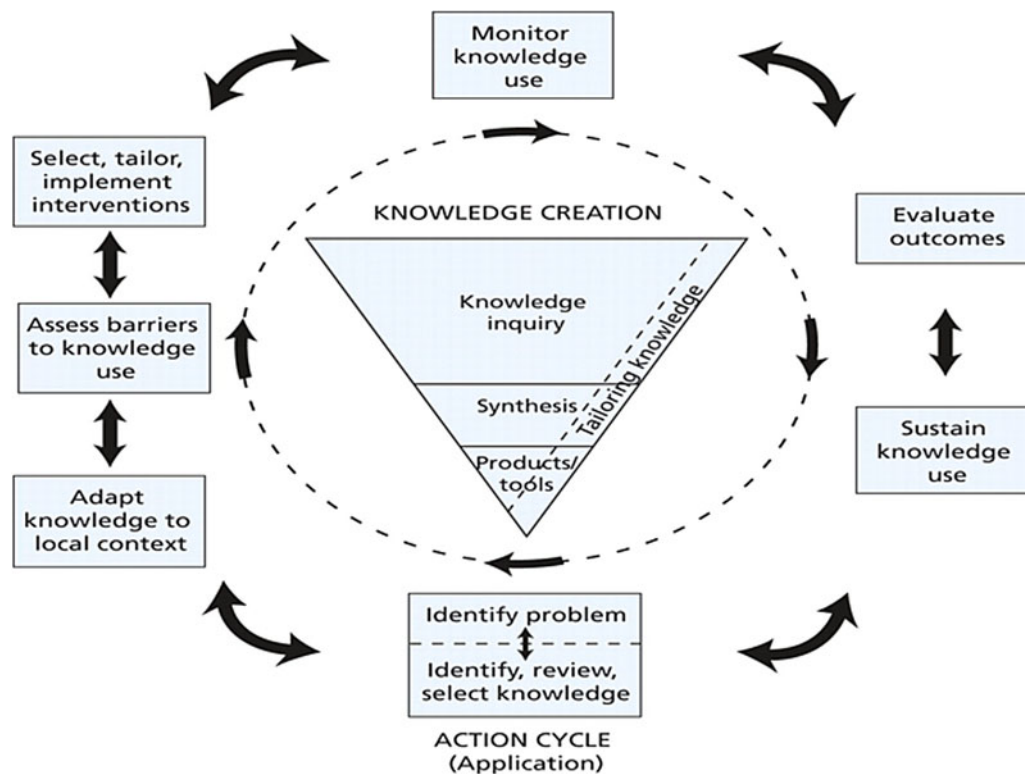 Monitor
knowledge
use
Select, tailor,
implement
interventions
KNOWLEDGE CREATION
Evaluate
outcomes
Knowledge
inquiry
Tailoring knowledge
Assess barriers
to knowledge
use
Synthesis
Products/
tools
Sustain
knowledge
use
Adapt
knowledge to
local context
Identify problem
Identify, review,
select knowledge
ACTION CYCLE
(Application)